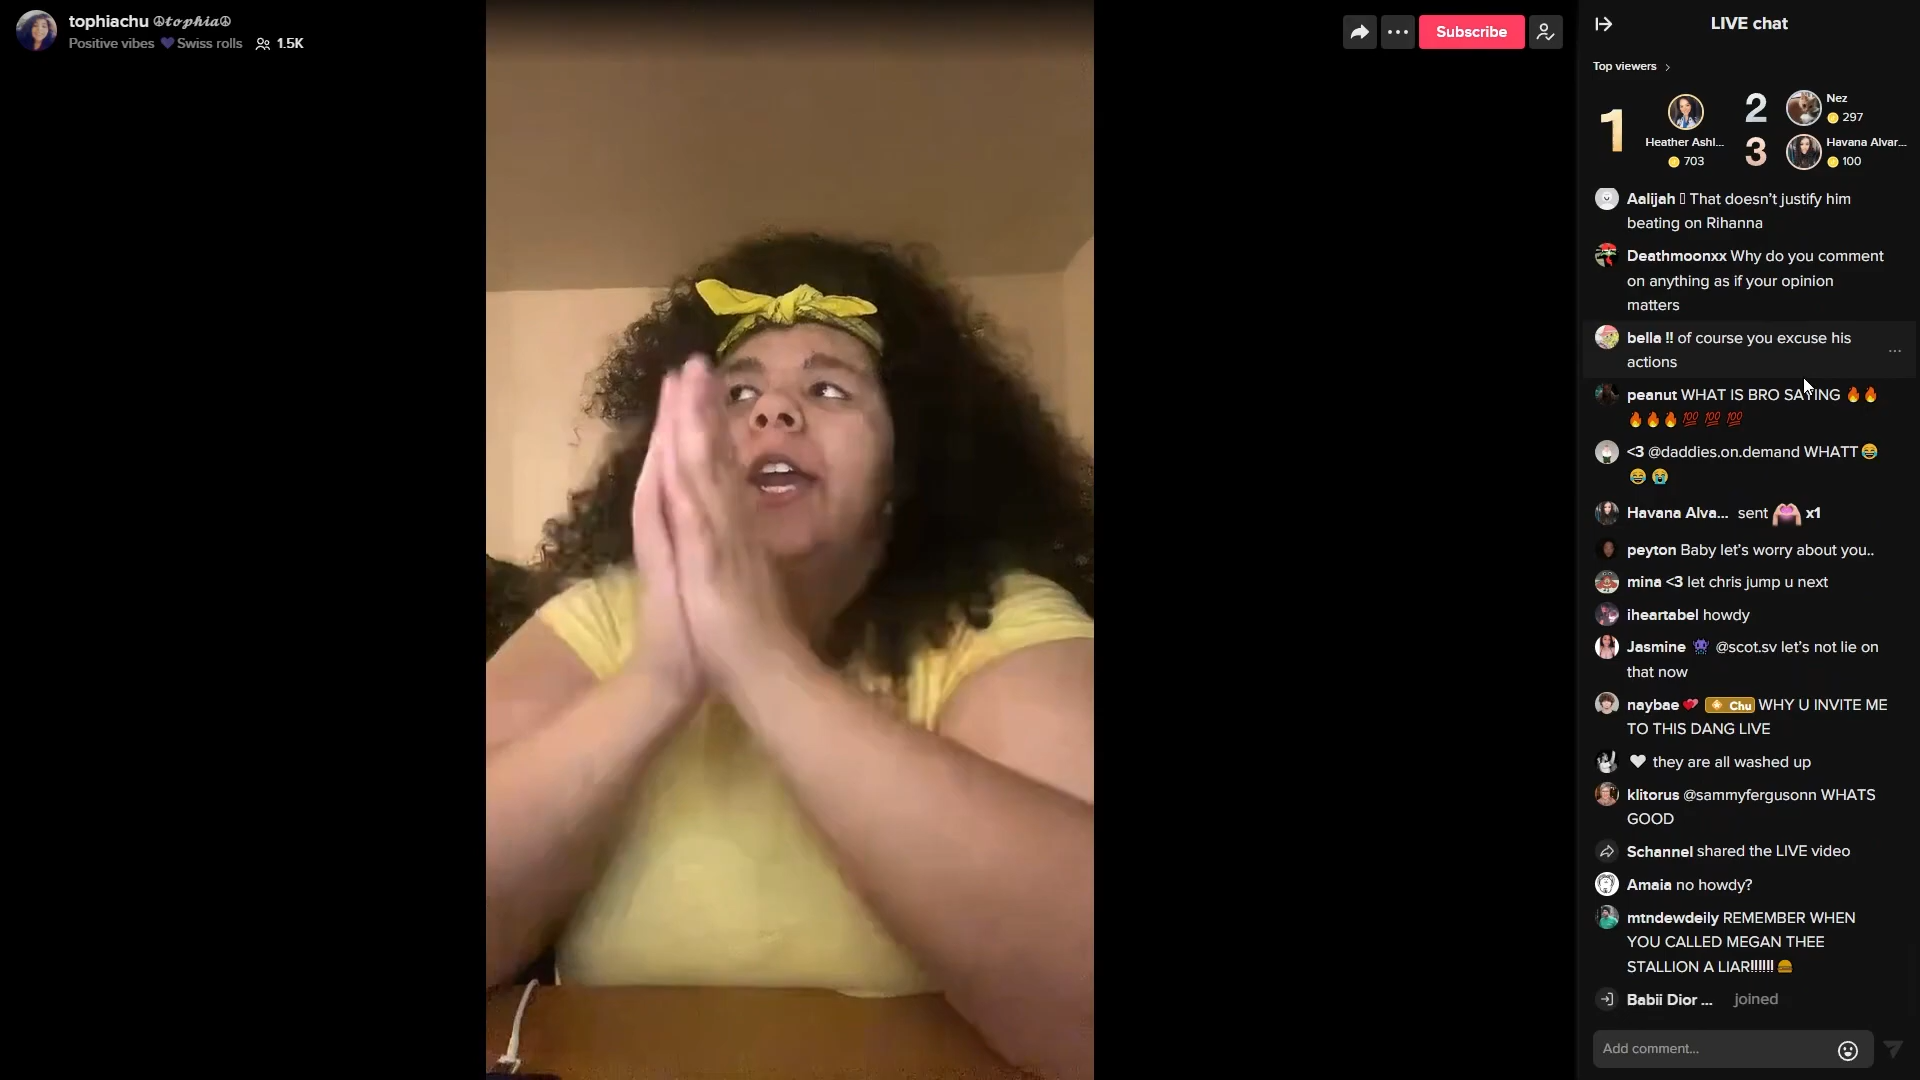 tophiachu ☮𝓽𝓸𝓹𝓱𝓲𝓪☮
Positive vibes 💜Swiss rolls 1.5K
Subscribe
LIVE chat
Top viewers
1
Heather Ashl...
703
2
Nez
297
3
Havana Alvar...
100
Aalijah That doesn’t justify him
beating on Rihanna
Deathmoonxx Why do you comment
on anything as if your opinion
matters
bella !! of course you excuse his
actions
peanut WHAT IS BRO SAYING 🔥🔥
🔥🔥🔥💯💯💯
<3 @daddies.on.demand WHATT😂
😂😭
Havana Alva... sent x1
peyton Baby let’s worry about you..
mina <3 let chris jump u next
iheartabel howdy
Jasmine 👾 @scot.sv let’s not lie on
that now
naybae💕 Chu WHY U INVITE ME
TO THIS DANG LIVE
🤍 they are all washed up
klitorus @sammyfergusonn WHATS
GOOD
Schannel shared the LIVE video
Amaia no howdy?
mtndewdeily REMEMBER WHEN
YOU CALLED MEGAN THEE
STALLION A LIAR!!!!!!🍔
Babii Dior ... joined
Add comment...